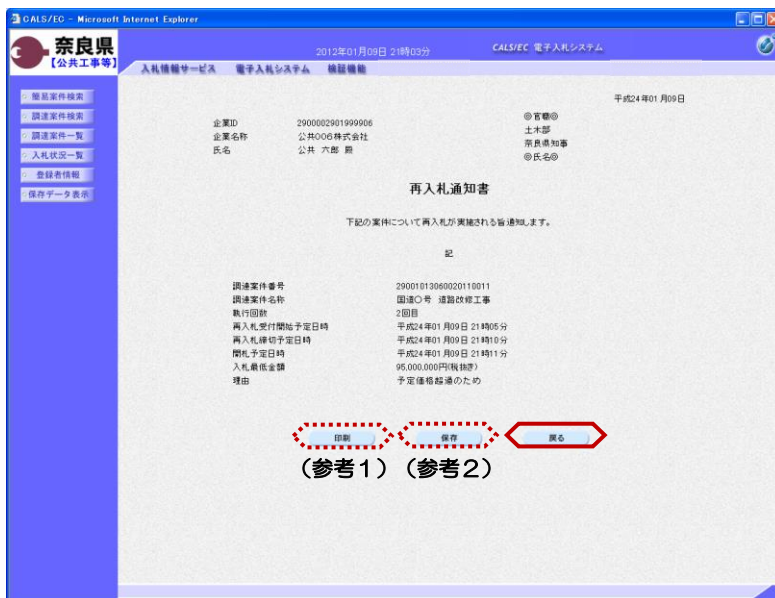 CALS/EC - Microsoft Internet Explorer
奈良県
【公共工事等】
2012年01月09日 21時03分
CALS/EC 電子入札システム
入札情報サービス 電子入札システム 検証機能
簡易案件検索
調達案件検索
調達案件一覧
入札状況一覧
登録者情報
保存データ表示
平成24年01月09日
企業ID 2900002901999906
企業名称 公共006株式会社
氏名 公共 六郎 殿
◎官職◎
土木部
奈良県知事
◎氏名◎
再入札通知書
下記の案件について再入札が実施される旨通知します。
記
調達案件番号 29001013060020110011
調達案件名称 国道〇号 道路改修工事
執行回数 2回目
再入札受付開始予定日時 平成24年01月09日 21時05分
再入札締切予定日時 平成24年01月09日 21時10分
開札予定日時 平成24年01月09日 21時11分
入札最低金額 95,000,000円(税抜き)
理由 予定価格超過のため
印刷 保存 戻る
（参考１）（参考２）